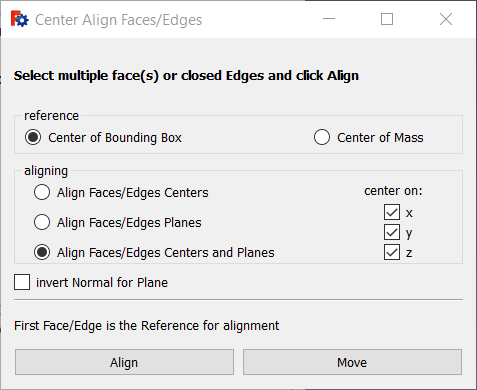 Center Align Faces/Edges
Select multiple face(s) or closed Edges and click Align
reference
Center of Bounding Box
Center of Mass
aligning
Align Faces/Edges Centers
center on:
x
Align Faces/Edges Planes
y
Align Faces/Edges Centers and Planes
z
invert Normal for Plane
First Face/Edge is the Reference for alignment
Align
Move